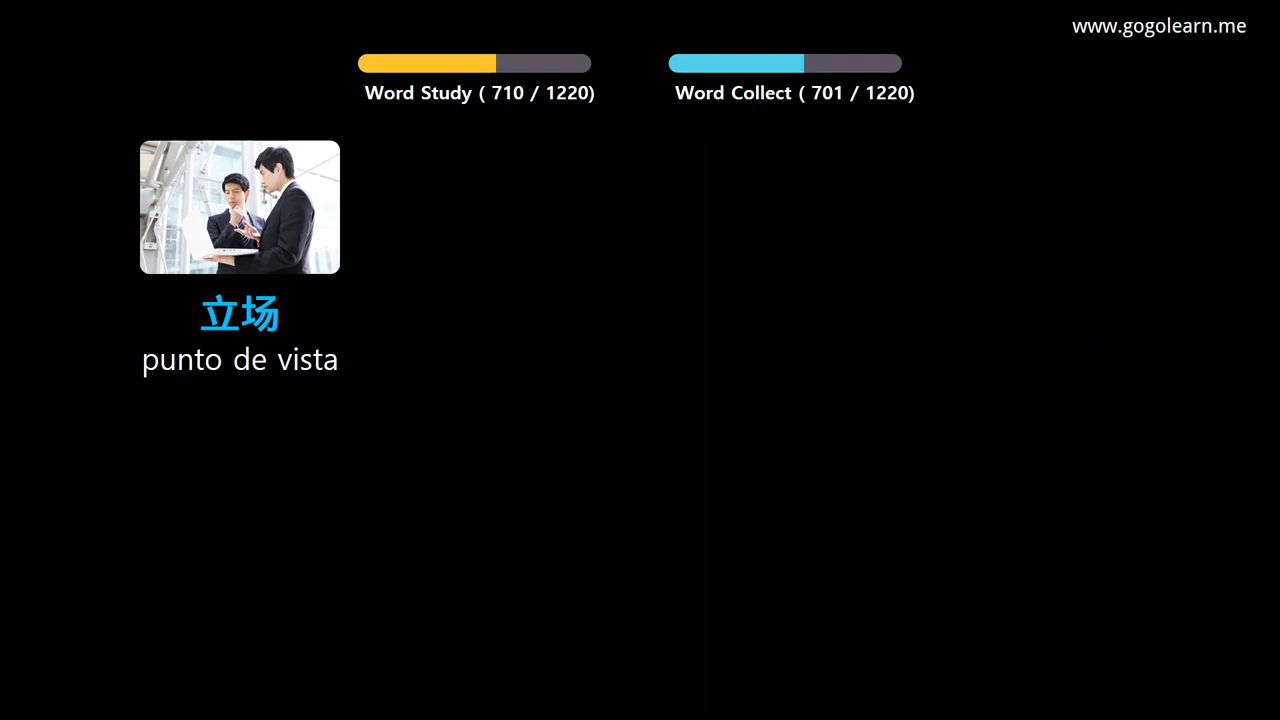 www.gogolearn.me
Word Study ( 710 / 1220)
Word Collect ( 701 / 1220)
立场
punto de vista